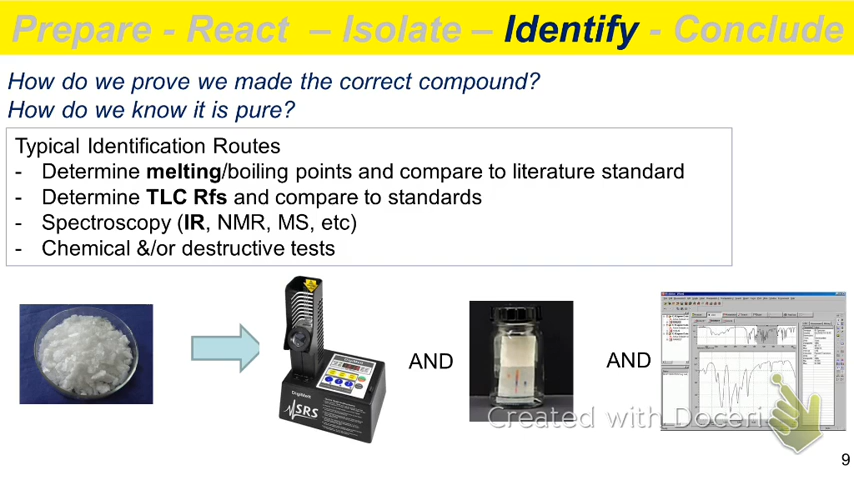 Prepare - React – Isolate – Identify - Conclude
How do we prove we made the correct compound?
How do we know it is pure?
Typical Identification Routes
- Determine melting/boiling points and compare to literature standard
- Determine TLC Rfs and compare to standards
- Spectroscopy (IR, NMR, MS, etc)
- Chemical &/or destructive tests
DigiMelt
SRS
AND
AND
Created with Doceri
9